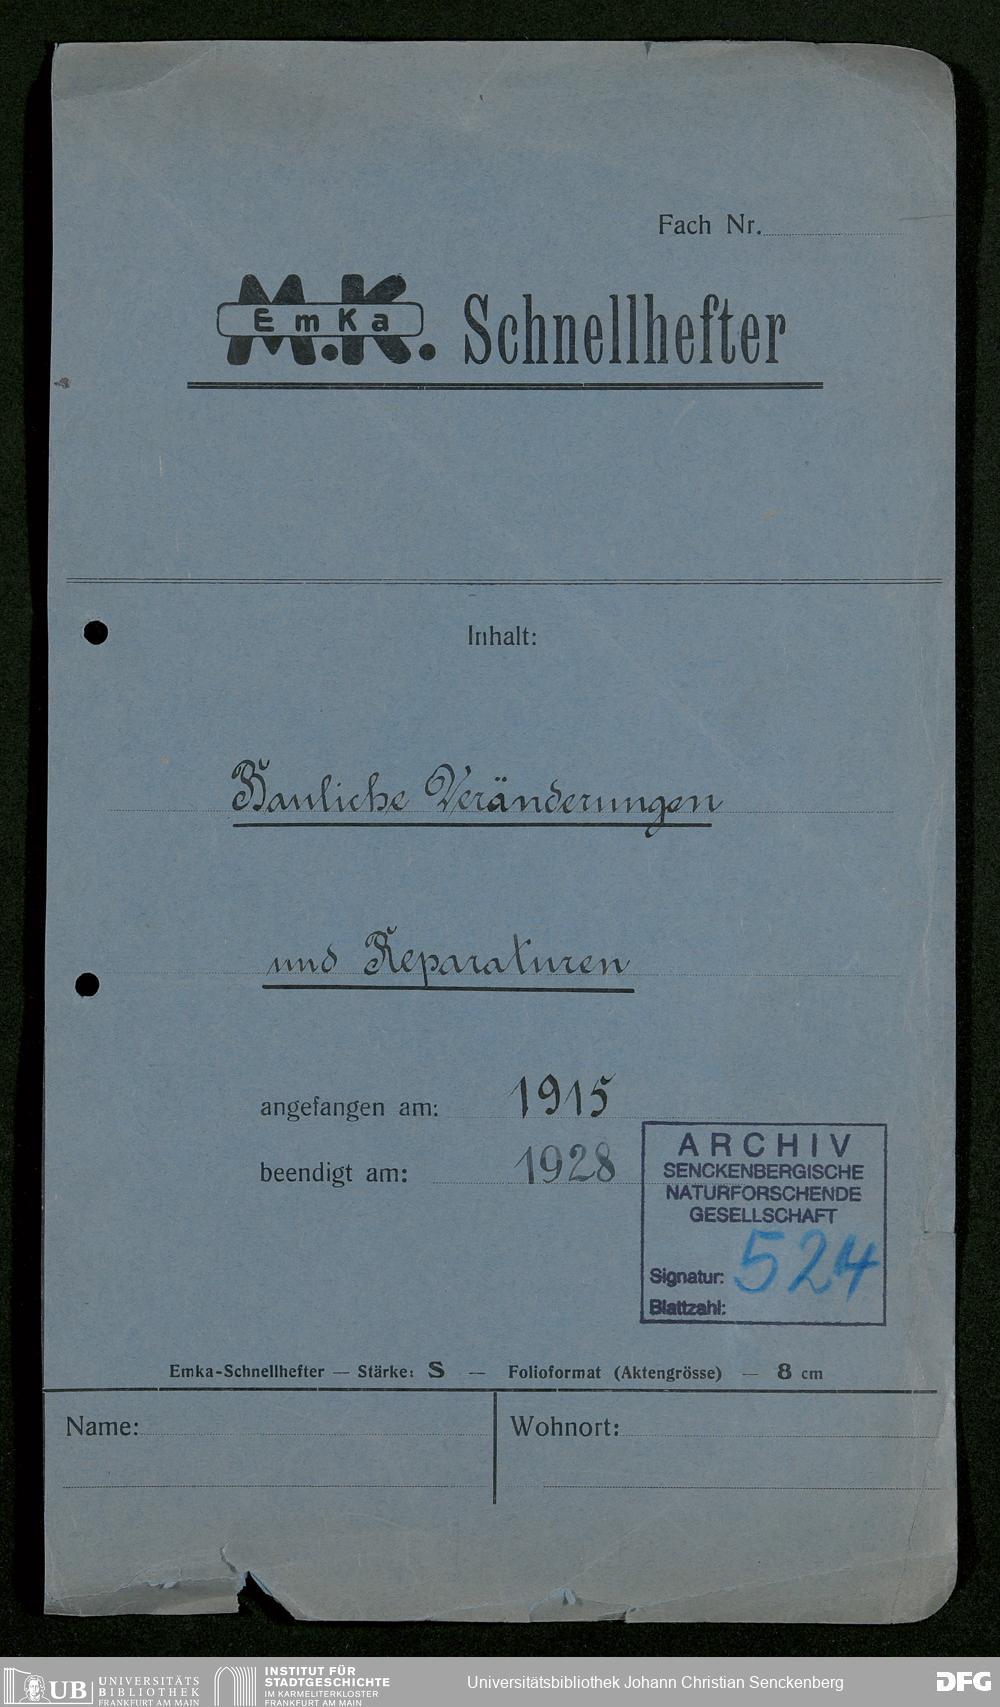 Fach Nr.
M.K. EmKa Schnellhefter
Inhalt:
Bauliche Veränderungen
und Reparaturen
angefangen am: 1915
beendigt am: 1928
ARCHIV
SENCKENBERGISCHE
NATURFORSCHENDE
GESELLSCHAFT
Signatur: 524
Blattzahl:
Emka-Schnellhefter — Stärke: S — Folioformat (Aktengrösse) — 8 cm
Name: Wohnort:
UB UNIVERSITÄTS
BIBLIOTHEK
FRANKFURT AM MAIN
INSTITUT FÜR
STADTGESCHICHTE
IM KARMELITERKLOSTER
FRANKFURT AM MAIN
Universitätsbibliothek Johann Christian Senckenberg
DFG